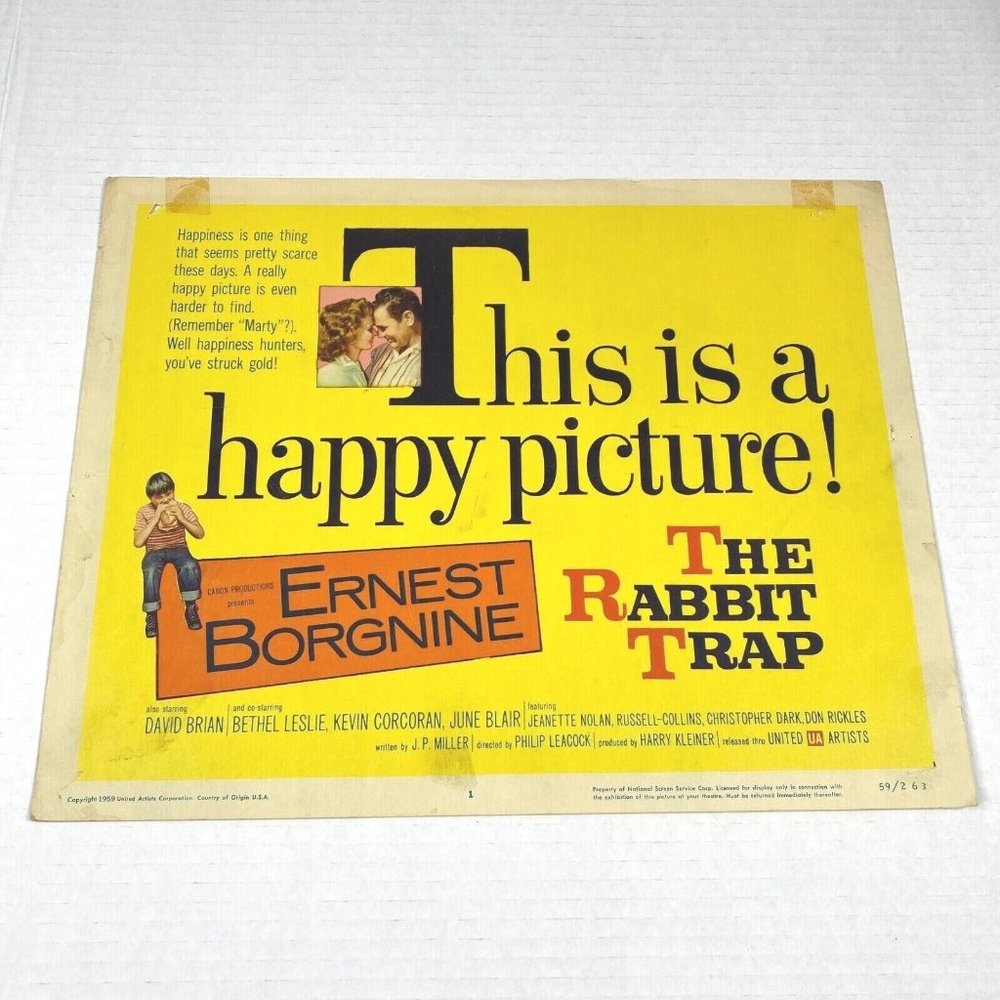 Happiness is one thing
that seems pretty scarce
these days. A really
happy picture is even
harder to find.
(Remember "Marty"?).
Well happiness hunters,
you've struck gold!
This is a
happy picture!
CANON PRODUCTIONS
presents
ERNEST
BORGNINE
THE
RABBIT
TRAP
also starring
DAVID BRIAN
and co-starring
BETHEL LESLIE, KEVIN CORCORAN, JUNE BLAIR
featuring
JEANETTE NOLAN, RUSSELL-COLLINS, CHRISTOPHER DARK, DON RICKLES
written by J. P. MILLER | directed by PHILIP LEACOCK | produced by HARRY KLEINER | released thru UNITED UA ARTISTS
Copyright 1959 United Artists Corporation. Country of Origin U.S.A.
1
Property of National Screen Service Corp. Licensed for display only in connection with
the exhibition of this picture at your theatre. Must be returned immediately thereafter.
59/263